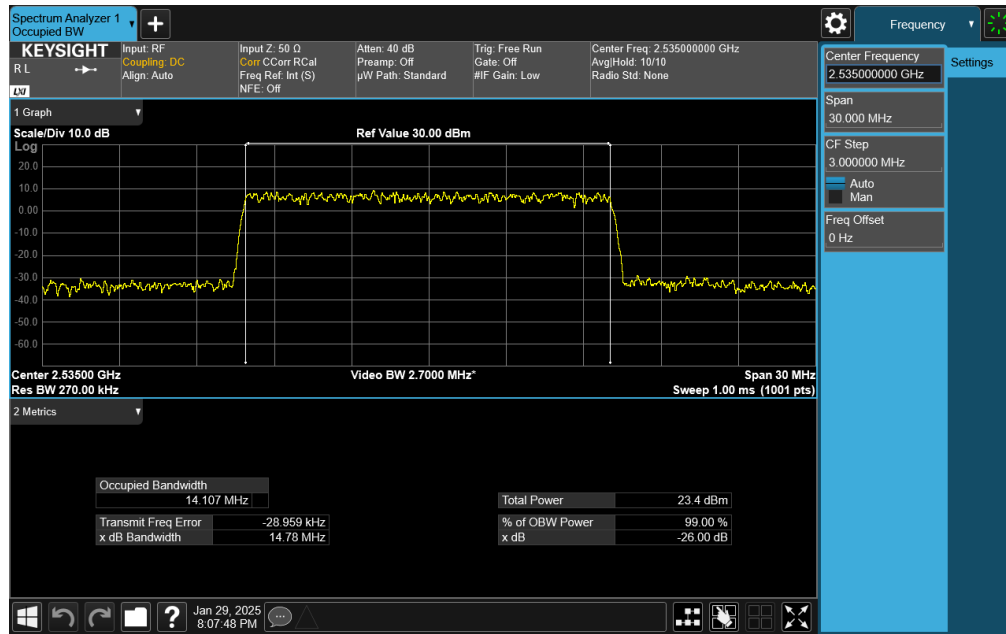 Spectrum Analyzer 1
Occupied BW
Frequency
KEYSIGHT
R L
LXI
Input: RF
Coupling: DC
Align: Auto
Input Z: 50 Ω
Corr CCorr RCal
Freq Ref: Int (S)
NFE: Off
Atten: 40 dB
Preamp: Off
µW Path: Standard
Trig: Free Run
Gate: Off
#IF Gain: Low
Center Freq: 2.535000000 GHz
Avg|Hold: 10/10
Radio Std: None
Center Frequency
2.535000000 GHz
Settings
Span
30.000 MHz
CF Step
3.000000 MHz
Auto
Man
Freq Offset
0 Hz
1 Graph
Scale/Div 10.0 dB
Ref Value 30.00 dBm
Log
20.0
10.0
0.00
-10.0
-20.0
-30.0
-40.0
-50.0
-60.0
Center 2.53500 GHz
Video BW 2.7000 MHz*
Span 30 MHz
Res BW 270.00 kHz
Sweep 1.00 ms (1001 pts)
2 Metrics
Occupied Bandwidth
14.107 MHz
Total Power 23.4 dBm
Transmit Freq Error -28.959 kHz
% of OBW Power 99.00 %
x dB Bandwidth 14.78 MHz
x dB -26.00 dB
?
Jan 29, 2025
8:07:48 PM